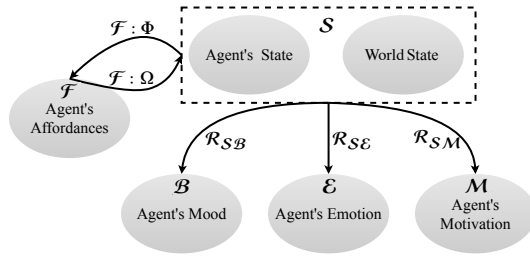 𝓢
𝓕 : Φ
Agent's State
World State
𝓕 : Ω
𝓕
Agent's
Affordances
𝓡𝓢𝓑
𝓡𝓢𝓔
𝓡𝓢𝓜
𝓑
𝓔
𝓜
Agent's Mood
Agent's Emotion
Agent's
Motivation